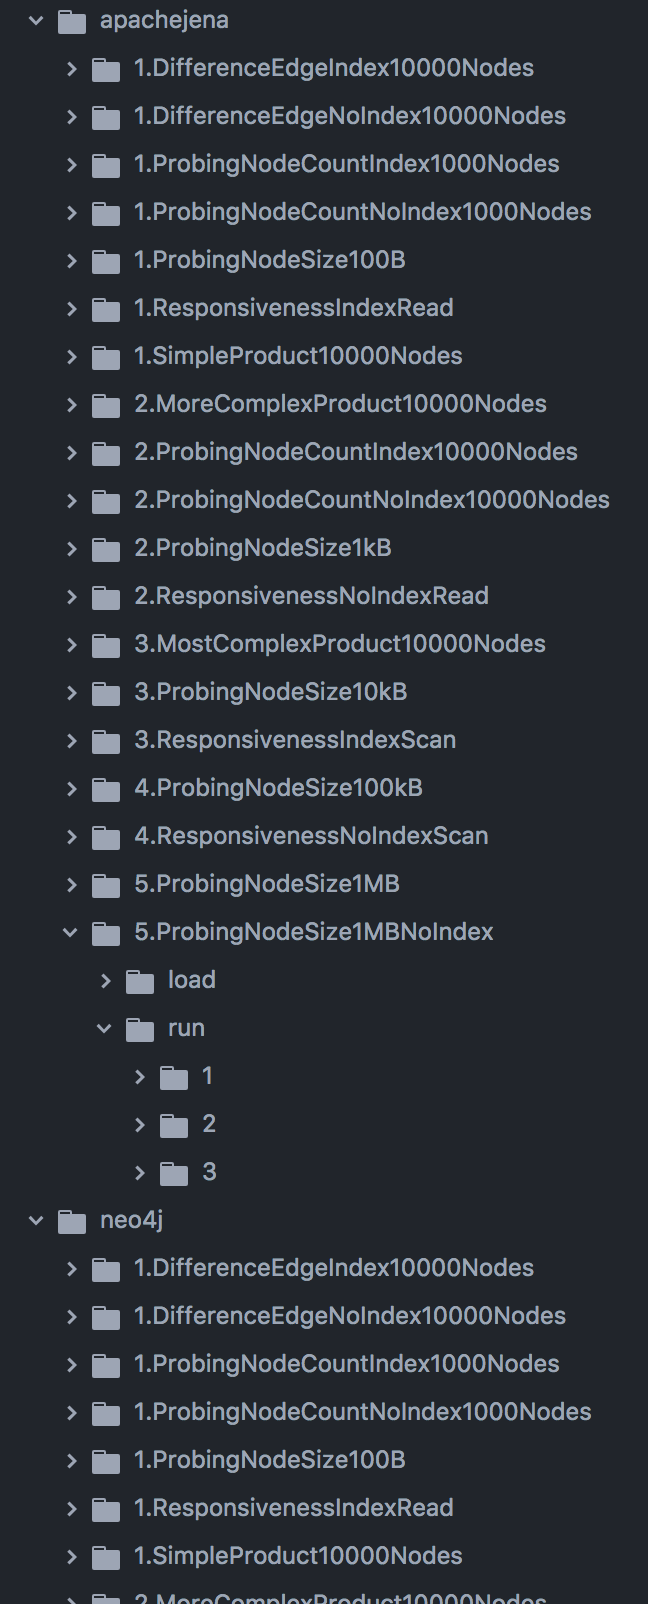 apachejena
1.DifferenceEdgeIndex10000Nodes
1.DifferenceEdgeNoIndex10000Nodes
1.ProbingNodeCountIndex1000Nodes
1.ProbingNodeCountNoIndex1000Nodes
1.ProbingNodeSize100B
1.ResponsivenessIndexRead
1.SimpleProduct10000Nodes
2.MoreComplexProduct10000Nodes
2.ProbingNodeCountIndex10000Nodes
2.ProbingNodeCountNoIndex10000Nodes
2.ProbingNodeSize1kB
2.ResponsivenessNoIndexRead
3.MostComplexProduct10000Nodes
3.ProbingNodeSize10kB
3.ResponsivenessIndexScan
4.ProbingNodeSize100kB
4.ResponsivenessNoIndexScan
5.ProbingNodeSize1MB
5.ProbingNodeSize1MBNoIndex
load
run
1
2
3
neo4j
1.DifferenceEdgeIndex10000Nodes
1.DifferenceEdgeNoIndex10000Nodes
1.ProbingNodeCountIndex1000Nodes
1.ProbingNodeCountNoIndex1000Nodes
1.ProbingNodeSize100B
1.ResponsivenessIndexRead
1.SimpleProduct10000Nodes
2.MoreComplexProduct10000Nodes